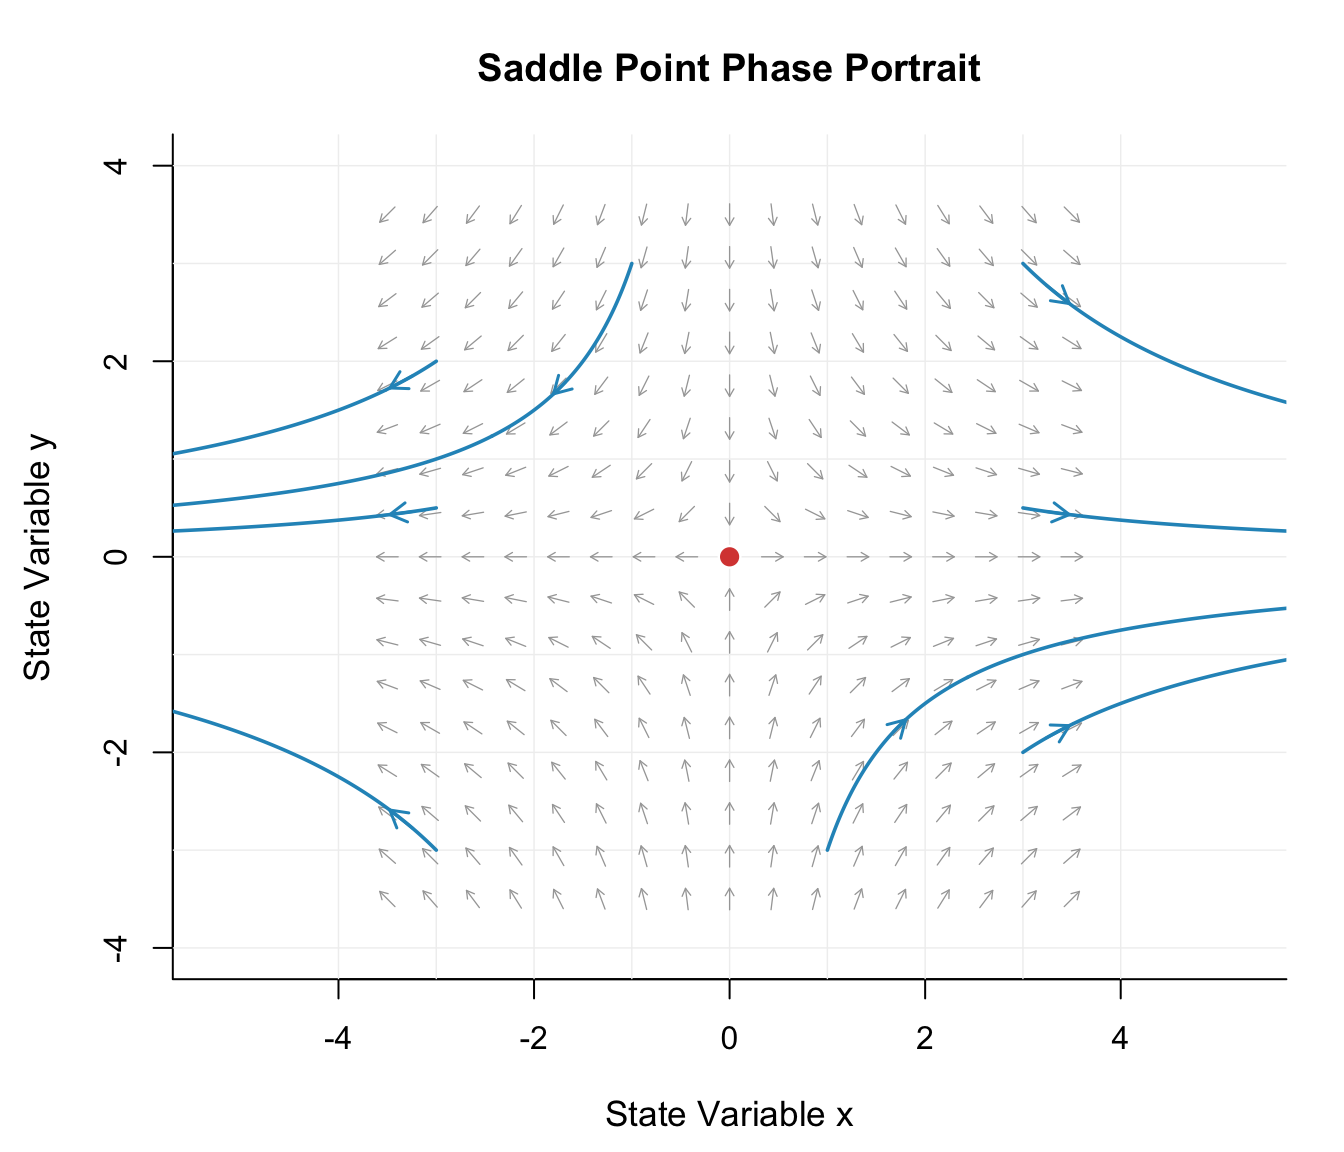 Saddle Point Phase Portrait
State Variable y
4
2
0
-2
-4
-4 -2 0 2 4
State Variable x